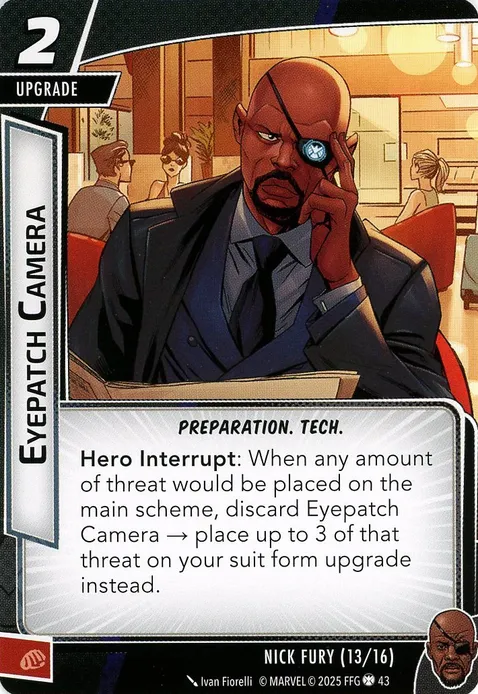 2
UPGRADE
EYEPATCH CAMERA
PREPARATION. TECH.
Hero Interrupt: When any amount
of threat would be placed on the
main scheme, discard Eyepatch
Camera → place up to 3 of that
threat on your suit form upgrade
instead.
NICK FURY (13/16)
Ivan Fiorelli © MARVEL © 2025 FFG 43